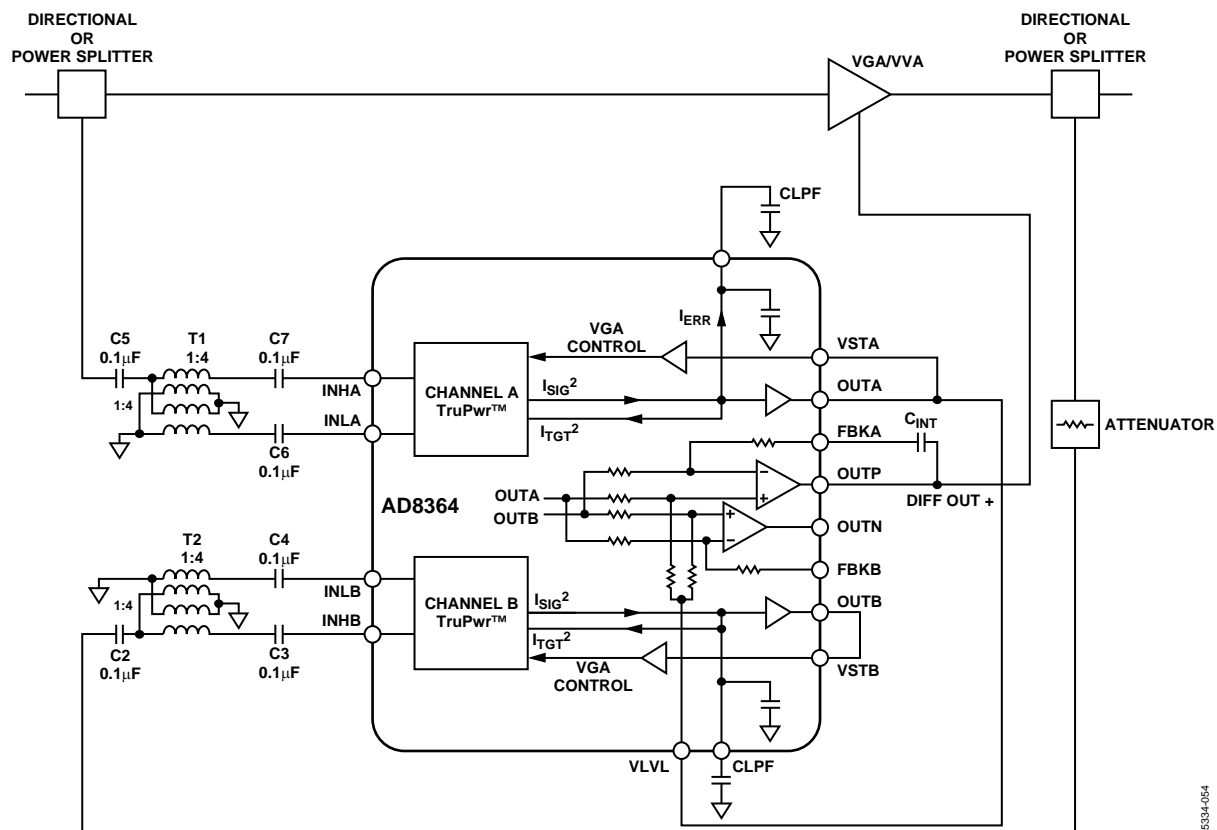 DIRECTIONAL
OR
POWER SPLITTER
DIRECTIONAL
OR
POWER SPLITTER
VGA/VVA
CLPF
C5
0.1µF
T1
1:4
C7
0.1µF
1:4
C6
0.1µF
INHA
INLA
CHANNEL A
TruPwr™
VGA
CONTROL
IERR
ISIG2
ITGT2
VSTA
OUTA
FBKA
CINT
OUTP
DIFF OUT +
ATTENUATOR
AD8364
OUTA
OUTB
OUTN
FBKB
T2
1:4
C4
0.1µF
1:4
C2
0.1µF
C3
0.1µF
INLB
INHB
CHANNEL B
TruPwr™
ISIG2
ITGT2
VGA
CONTROL
OUTB
VSTB
VLVL
CLPF
5334-054